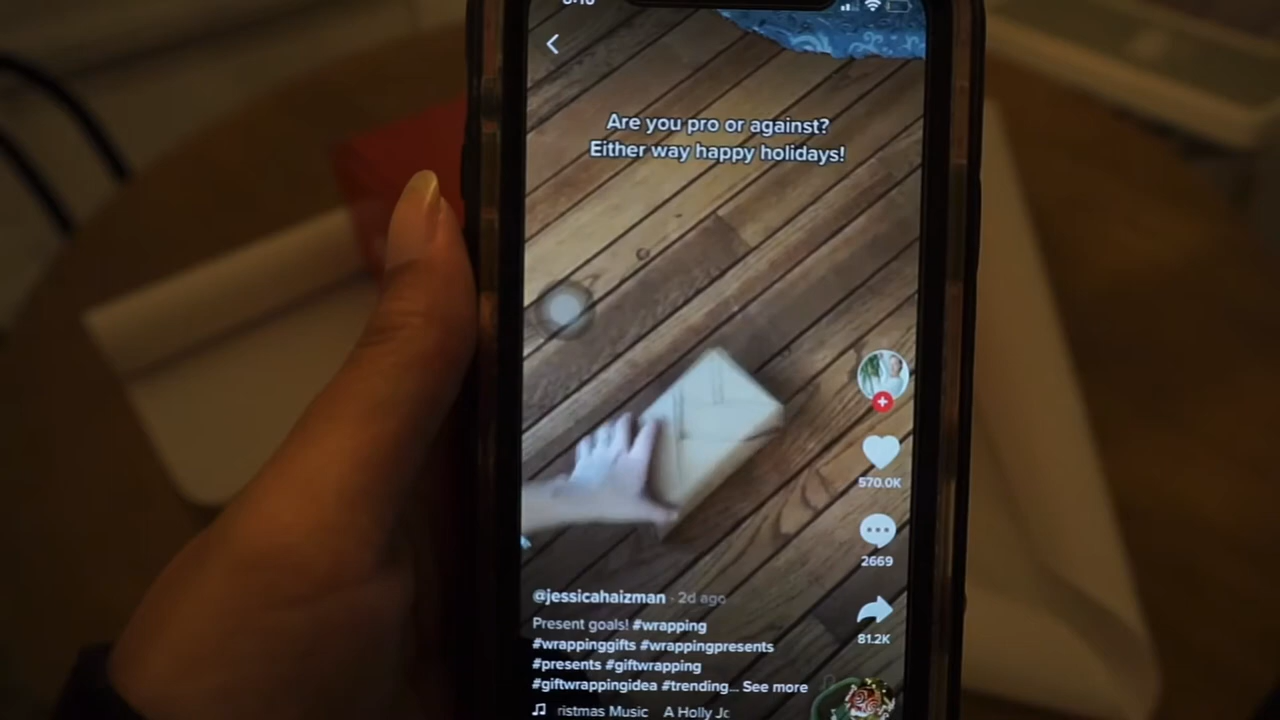 Are you pro or against?
Either way happy holidays!
570.0K
2669
81.2K
@jessicahaizman · 2d ago
Present goals! #wrapping
#wrappinggifts #wrappingpresents
#presents #giftwrapping
#giftwrappingidea #trending... See more
ristmas Music A Holly Jo